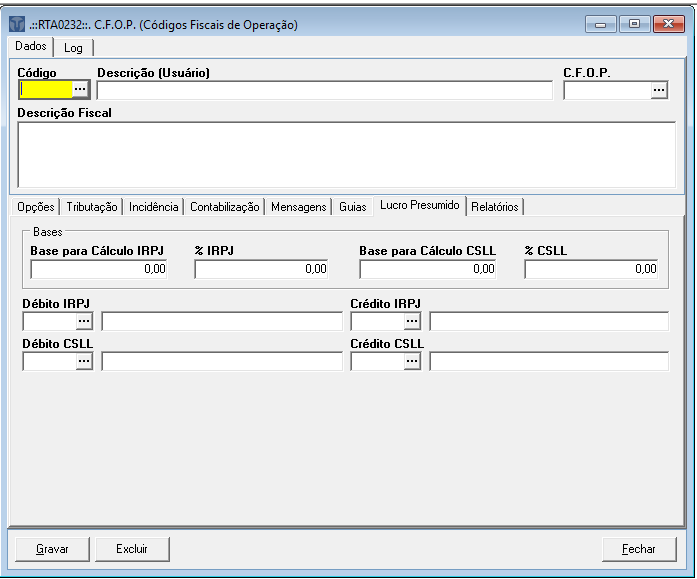 .::RTA0232::. C.F.O.P. (Códigos Fiscais de Operação)
Dados Log
Código Descrição (Usuário) C.F.O.P.
...
...
Descrição Fiscal
Opções Tributação Incidência Contabilização Mensagens Guias Lucro Presumido Relatórios
Bases
Base para Cálculo IRPJ % IRPJ Base para Cálculo CSLL % CSLL
0,00 0,00 0,00 0,00
Débito IRPJ Crédito IRPJ
... ...
Débito CSLL Crédito CSLL
... ...
Gravar Excluir Fechar